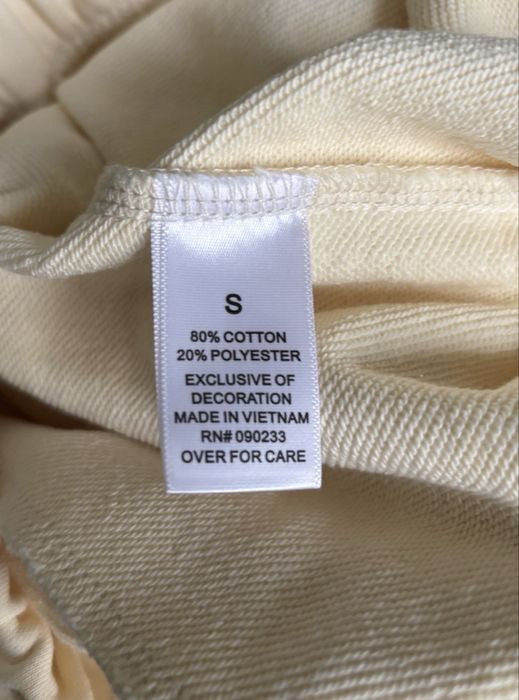 S
80% COTTON
20% POLYESTER
EXCLUSIVE OF
DECORATION
MADE IN VIETNAM
RN# 090233
OVER FOR CARE